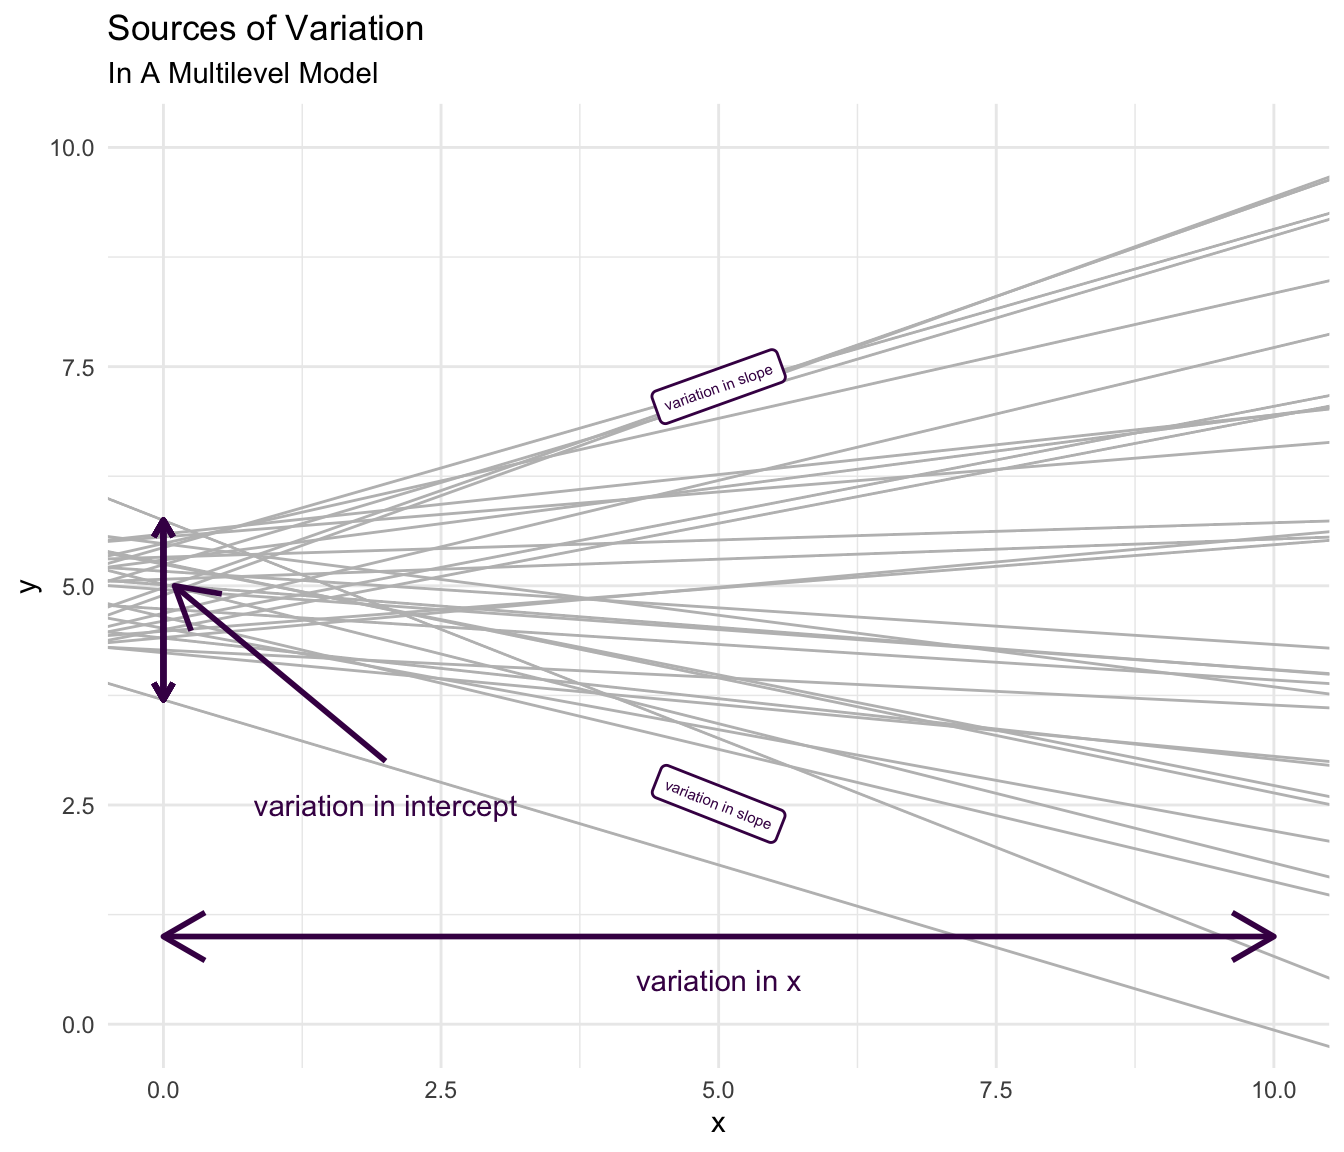 Sources of Variation
In A Multilevel Model
10.0
7.5
5.0
2.5
0.0
y
variation in slope
variation in intercept
variation in slope
variation in x
0.0
2.5
5.0
7.5
10.0
x